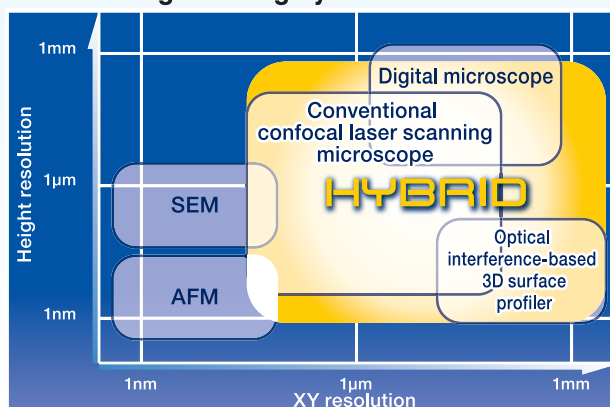 1mm
Digital microscope
Conventional
confocal laser scanning
microscope
Height resolution
1μm
SEM
HYBRID
Optical
interference-based
3D surface
profiler
AFM
1nm
1nm
1μm
1mm
XY resolution